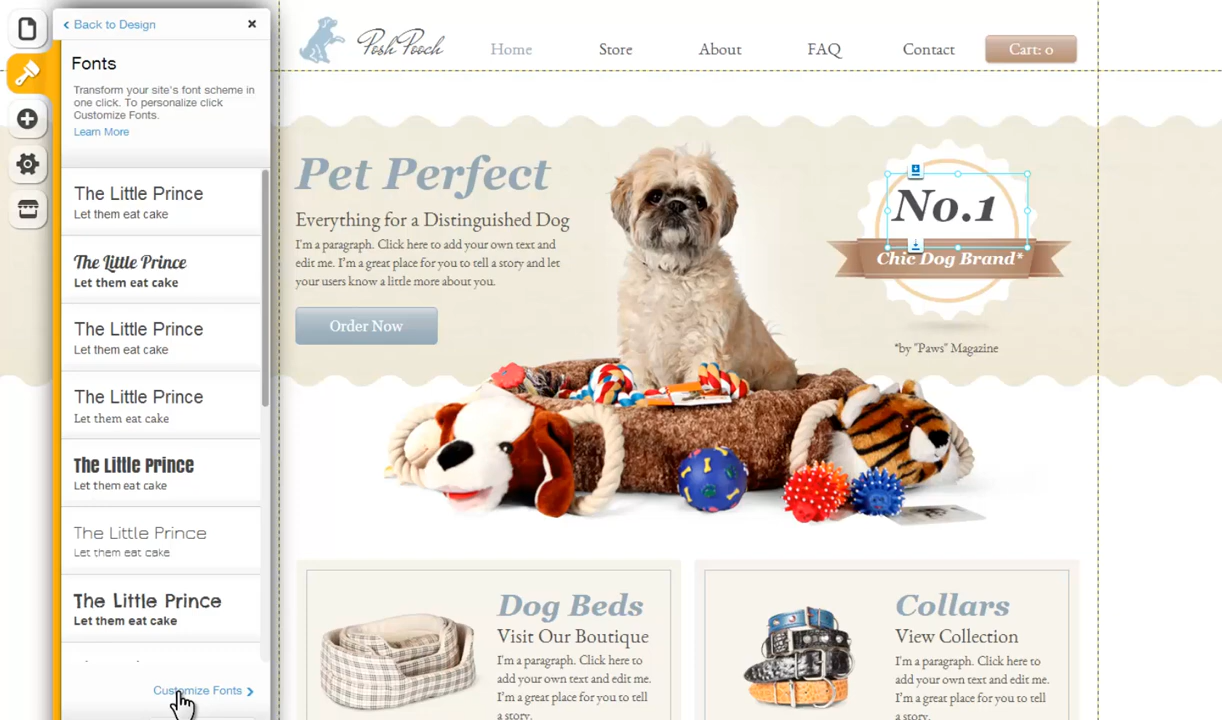 Back to Design
Fonts
Transform your site's font scheme in
one click. To personalize click
Customize Fonts.
Learn More
The Little Prince
Let them eat cake
The Little Prince
Let them eat cake
The Little Prince
Let them eat cake
The Little Prince
Let them eat cake
The Little Prince
Let them eat cake
The Little Prince
Let them eat cake
The Little Prince
Let them eat cake
Customize Fonts
Posh Pooch
Home
Store
About
FAQ
Contact
Cart: 0
Pet Perfect
Everything for a Distinguished Dog
I'm a paragraph. Click here to add your own text and
edit me. I'm a great place for you to tell a story and let
your users know a little more about you.
Order Now
No.1
Chic Dog Brand*
*by "Paws" Magazine
Dog Beds
Visit Our Boutique
I'm a paragraph. Click here to
add your own text and edit me.
I'm a great place for you to tell
a story.
Collars
View Collection
I'm a paragraph. Click here to
add your own text and edit me.
I'm a great place for you to tell
a story.